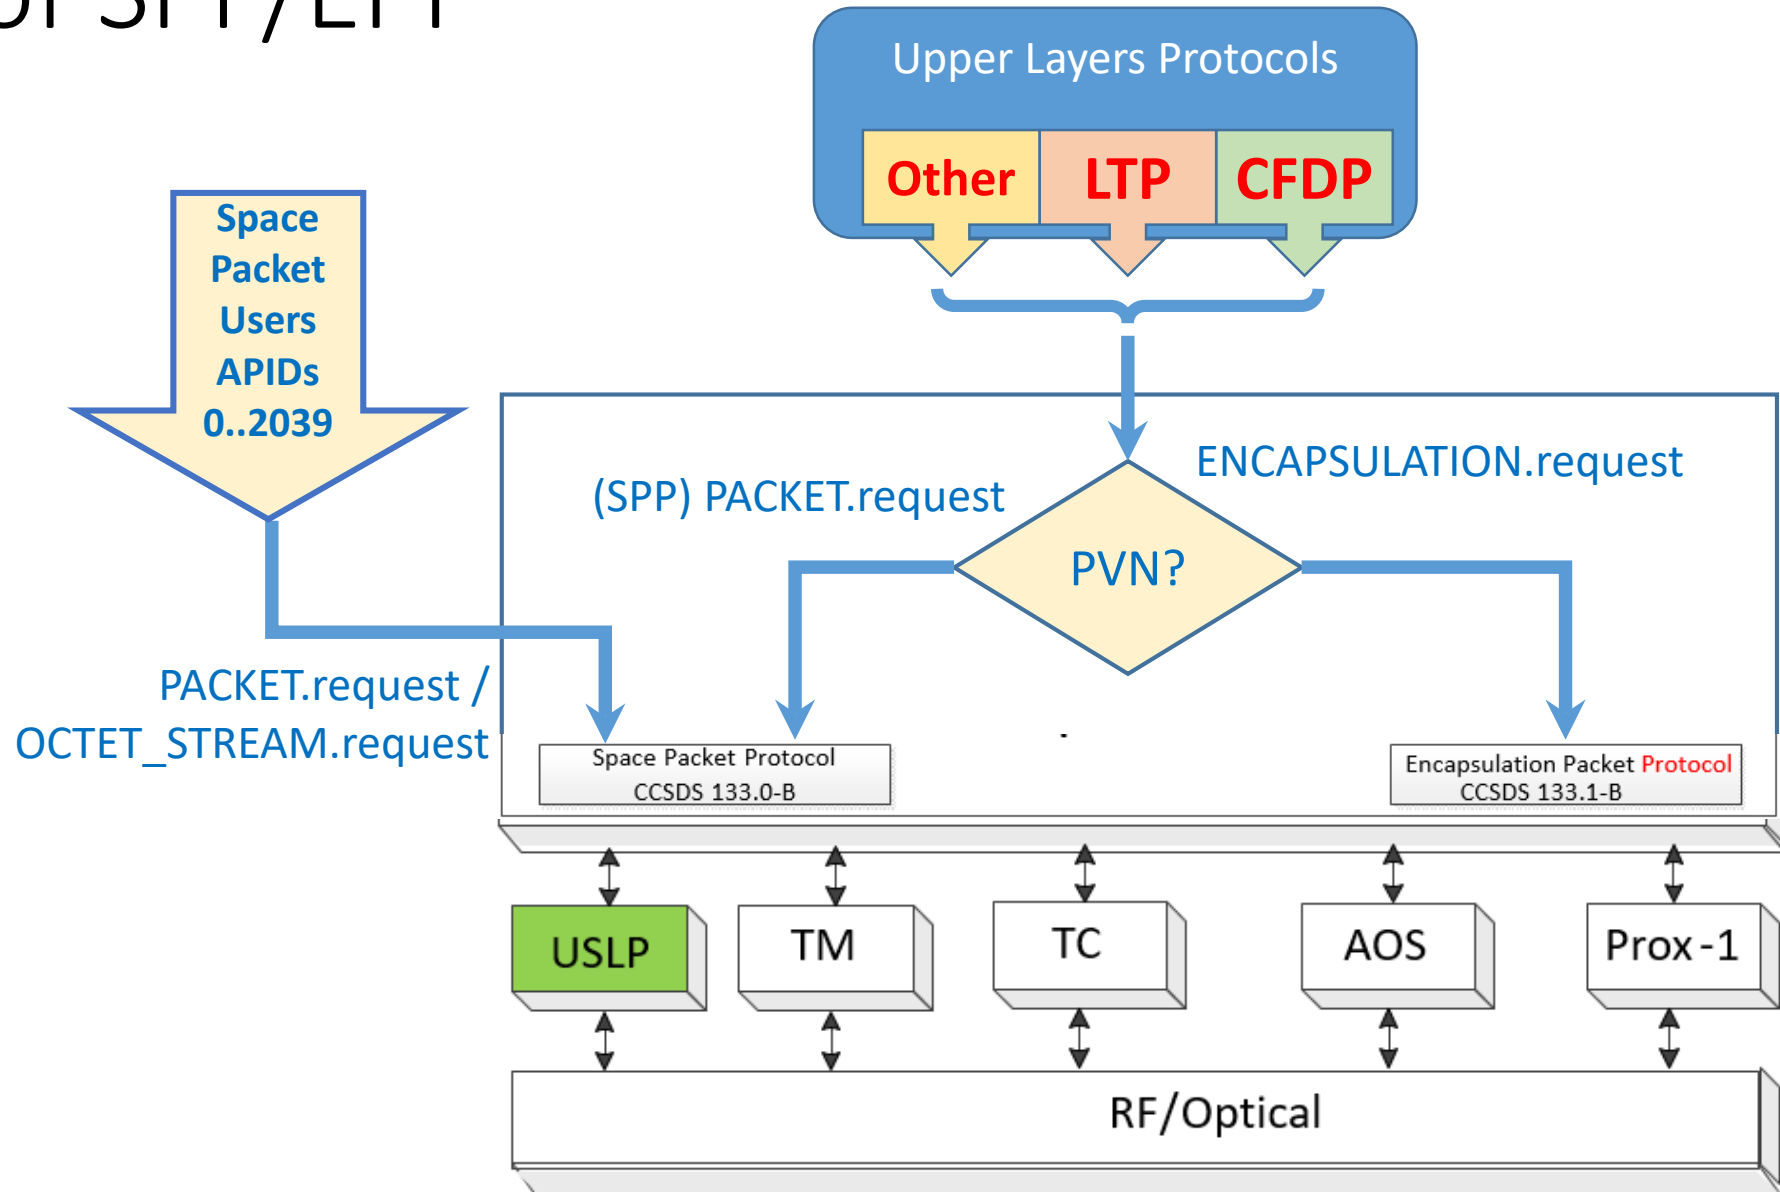 SPP/EPP
Upper Layers Protocols
Other
LTP
CFDP
Space
Packet
Users
APIDs
0..2039
ENCAPSULATION.request
(SPP) PACKET.request
PVN?
PACKET.request /
OCTET_STREAM.request
Space Packet Protocol
CCSDS 133.0-B
Encapsulation Packet Protocol
CCSDS 133.1-B
USLP
TM
TC
AOS
Prox-1
RF/Optical